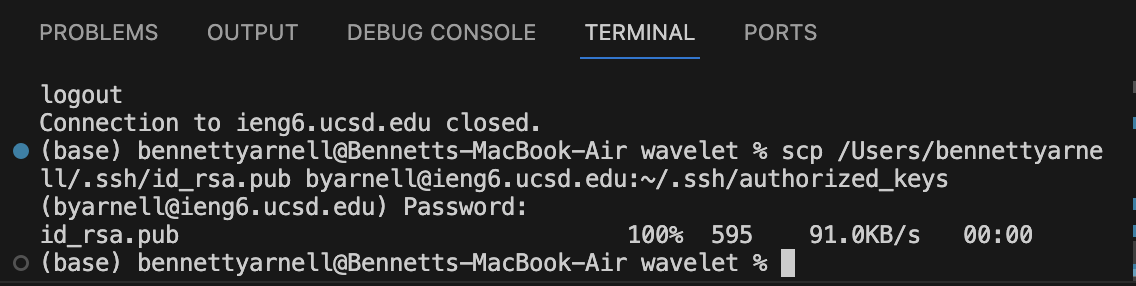 PROBLEMS OUTPUT DEBUG CONSOLE TERMINAL PORTS
logout
Connection to ieng6.ucsd.edu closed.
(base) bennettyarnell@Bennetts-MacBook-Air wavelet % scp /Users/bennettyarne
ll/.ssh/id_rsa.pub byarnell@ieng6.ucsd.edu:~/.ssh/authorized_keys
(byarnell@ieng6.ucsd.edu) Password:
id_rsa.pub 100% 595 91.0KB/s 00:00
(base) bennettyarnell@Bennetts-MacBook-Air wavelet %